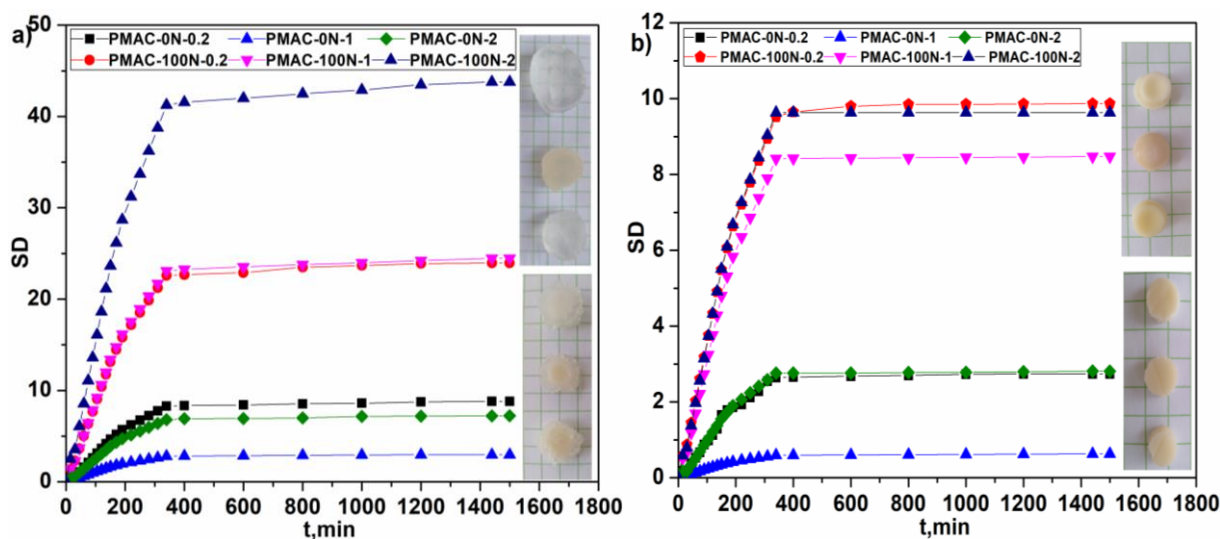 a)
PMAC-0N-0.2 PMAC-0N-1 PMAC-0N-2
PMAC-100N-0.2 PMAC-100N-1 PMAC-100N-2
50
40
30
20
10
0
SD
0 200 400 600 800 1000 1200 1400 1600 1800
t,min
b)
PMAC-0N-0.2 PMAC-0N-1 PMAC-0N-2
PMAC-100N-0.2 PMAC-100N-1 PMAC-100N-2
12
10
8
6
4
2
0
SD
0 200 400 600 800 1000 1200 1400 1600 1800
t,min